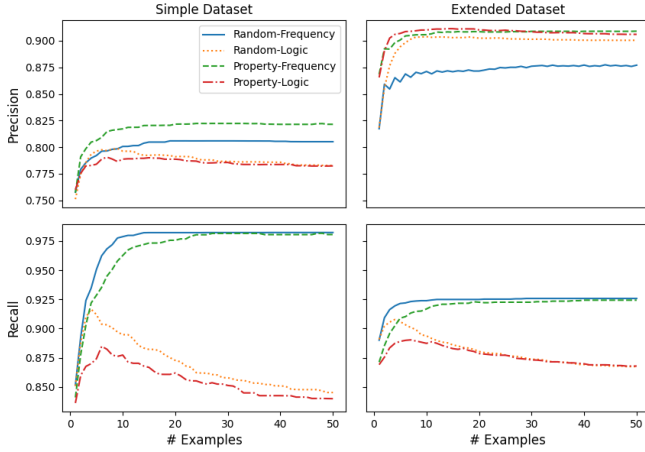 Simple Dataset
Extended Dataset
Precision
0.900
0.875
0.850
0.825
0.800
0.775
0.750
Random-Frequency
Random-Logic
Property-Frequency
Property-Logic
Recall
0.975
0.950
0.925
0.900
0.875
0.850
0 10 20 30 40 50
0 10 20 30 40 50
# Examples
# Examples